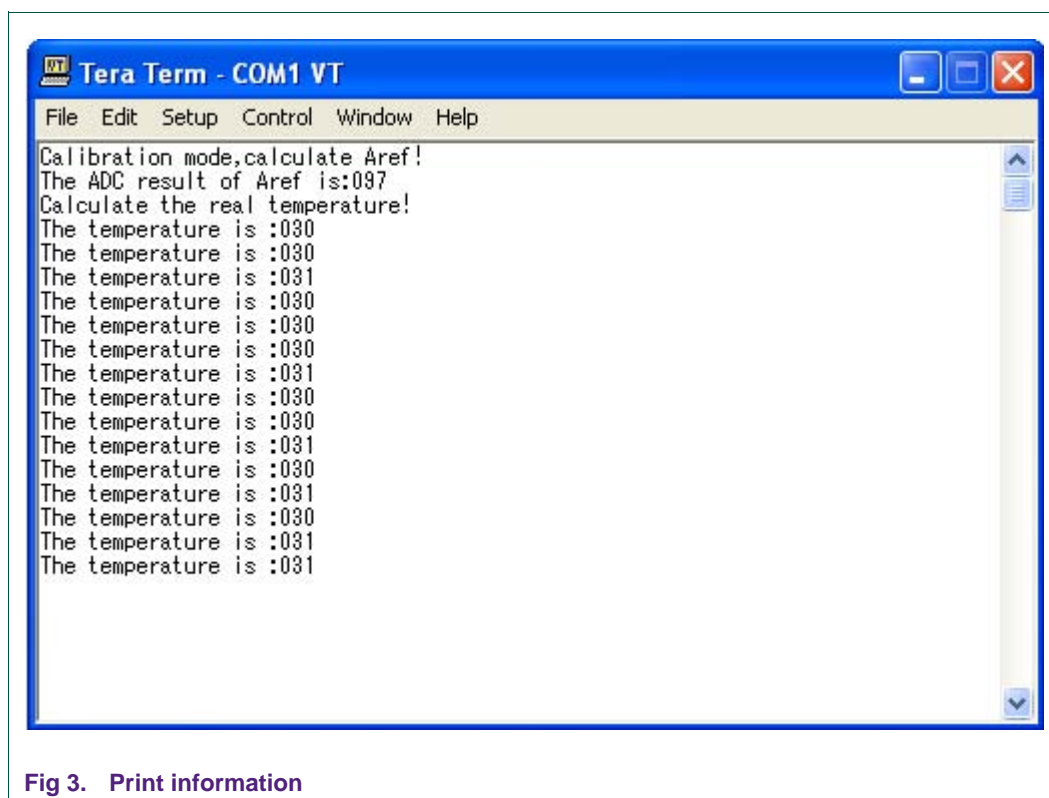 Tera Term - COM1 VT
File Edit Setup Control Window Help
Calibration mode,calculate Aref!
The ADC result of Aref is:097
Calculate the real temperature!
The temperature is :030
The temperature is :030
The temperature is :031
The temperature is :030
The temperature is :030
The temperature is :030
The temperature is :031
The temperature is :030
The temperature is :030
The temperature is :031
The temperature is :030
The temperature is :031
The temperature is :030
The temperature is :031
The temperature is :031
Fig 3. Print information